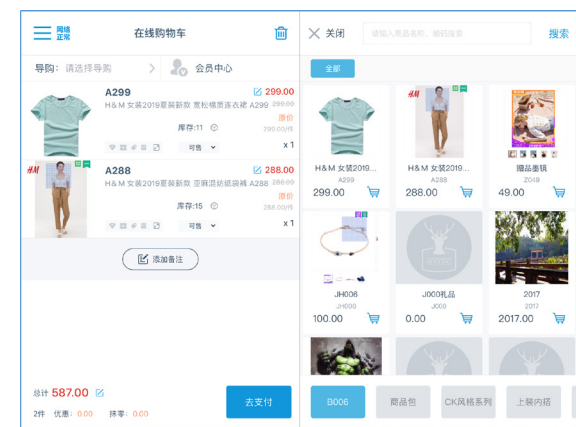 网络
正常
在线购物车
导购: 请选择导购
会员中心
A299
299.00
H&M 女装2019夏装新款 宽松棉质连衣裙 A299 299.00
原价
库存:11
299.00/件
可售
x 1
H&M
A288
288.00
H&M 女装2019夏装新款 亚麻混纺纸袋裤 A288 288.00
原价
库存:15
288.00/件
可售
x 1
添加备注
总计 587.00
2件 优惠: 0.00 抹零: 0.00
去支付
关闭
请输入商品名称、编码搜索
搜索
全部
H&M
H&M 女装2019...
A299
299.00
H&M 女装2019...
A288
288.00
赠品墨镜
Z049
49.00
JH006
JH006
100.00
J000礼品
J000
0.00
2017
2017
2017.00
B006
商品包
CK风格系列
上装内搭